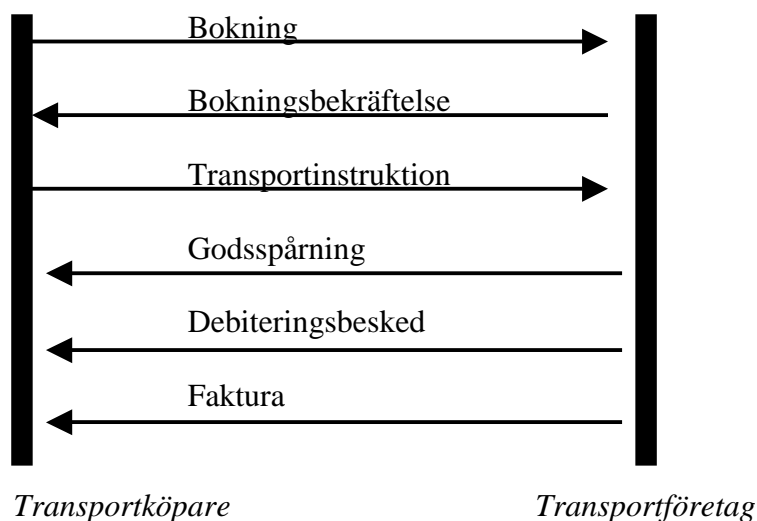 Bokning
Bokningsbekräftelse
Transportinstruktion
Godsspårning
Debiteringsbesked
Faktura
Transportköpare Transportföretag